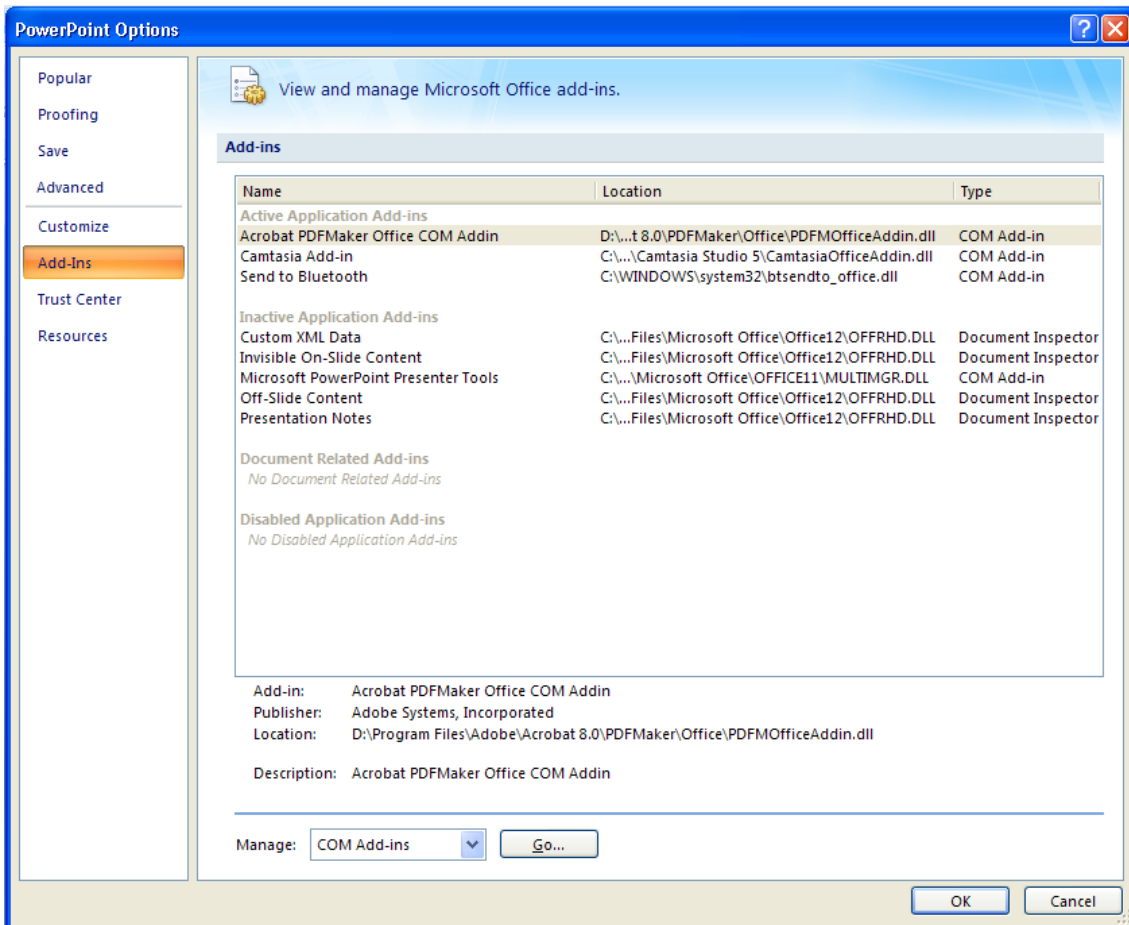 PowerPoint Options
Popular
Proofing
Save
Advanced
Customize
Add-Ins
Trust Center
Resources
View and manage Microsoft Office add-ins.
Add-ins
Name Location Type
Active Application Add-ins
Acrobat PDFMaker Office COM Addin D:\...t 8.0\PDFMaker\Office\PDFMOfficeAddin.dll COM Add-in
Camtasia Add-in C:\...\Camtasia Studio 5\CamtasiaOfficeAddin.dll COM Add-in
Send to Bluetooth C:\WINDOWS\system32\btsendto_office.dll COM Add-in
Inactive Application Add-ins
Custom XML Data C:\...Files\Microsoft Office\Office12\OFFRHD.DLL Document Inspector
Invisible On-Slide Content C:\...Files\Microsoft Office\Office12\OFFRHD.DLL Document Inspector
Microsoft PowerPoint Presenter Tools C:\...\Microsoft Office\OFFICE11\MULTIMGR.DLL COM Add-in
Off-Slide Content C:\...Files\Microsoft Office\Office12\OFFRHD.DLL Document Inspector
Presentation Notes C:\...Files\Microsoft Office\Office12\OFFRHD.DLL Document Inspector
Document Related Add-ins
No Document Related Add-ins
Disabled Application Add-ins
No Disabled Application Add-ins
Add-in: Acrobat PDFMaker Office COM Addin
Publisher: Adobe Systems, Incorporated
Location: D:\Program Files\Adobe\Acrobat 8.0\PDFMaker\Office\PDFMOfficeAddin.dll
Description: Acrobat PDFMaker Office COM Addin
Manage: COM Add-ins Go...
OK Cancel